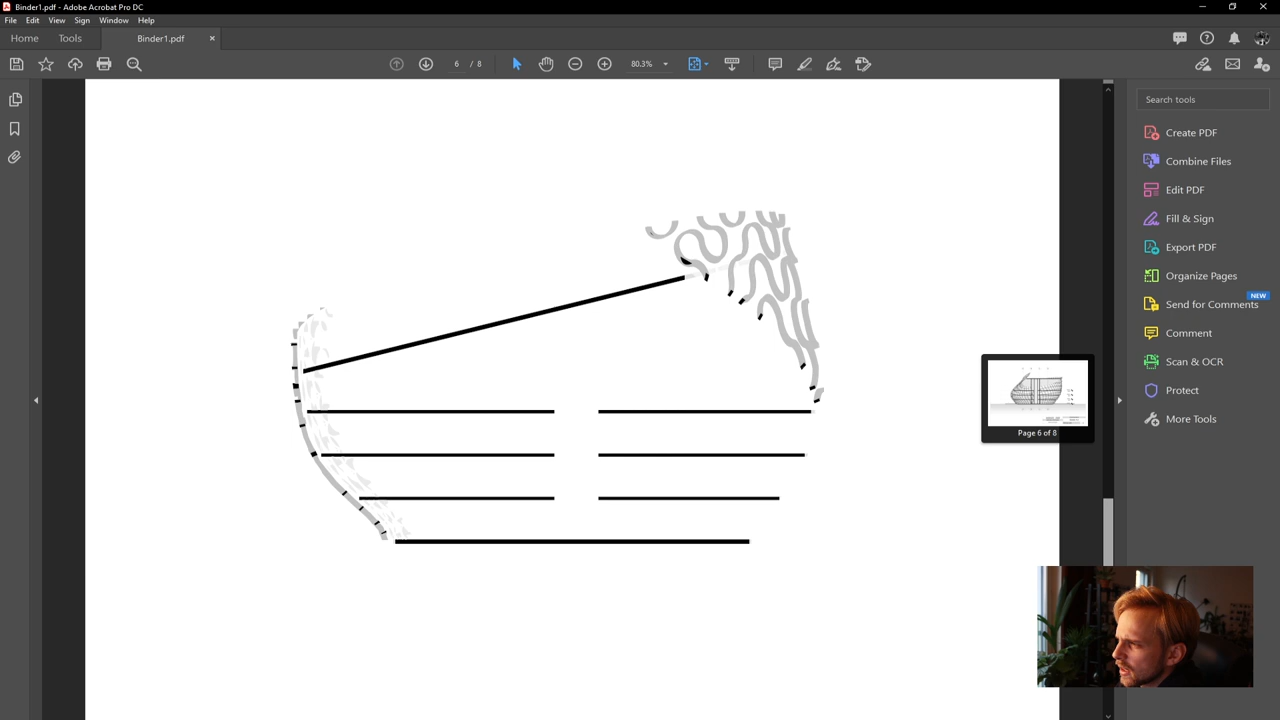 Binder1.pdf - Adobe Acrobat Pro DC
File Edit View Sign Window Help
Home Tools Binder1.pdf ×
6 / 8 80.3%
Search tools
Create PDF
Combine Files
Edit PDF
Fill & Sign
Export PDF
Organize Pages
NEW
Send for Comments
Comment
Scan & OCR
Protect
More Tools
Page 6 of 8